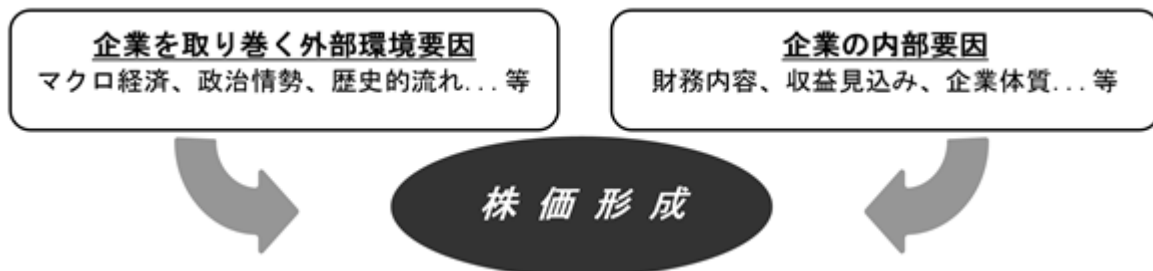 企業を取り巻く外部環境要因
マクロ経済、政治情勢、歴史的流れ...等
企業の内部要因
財務内容、収益見込み、企業体質...等
株価形成